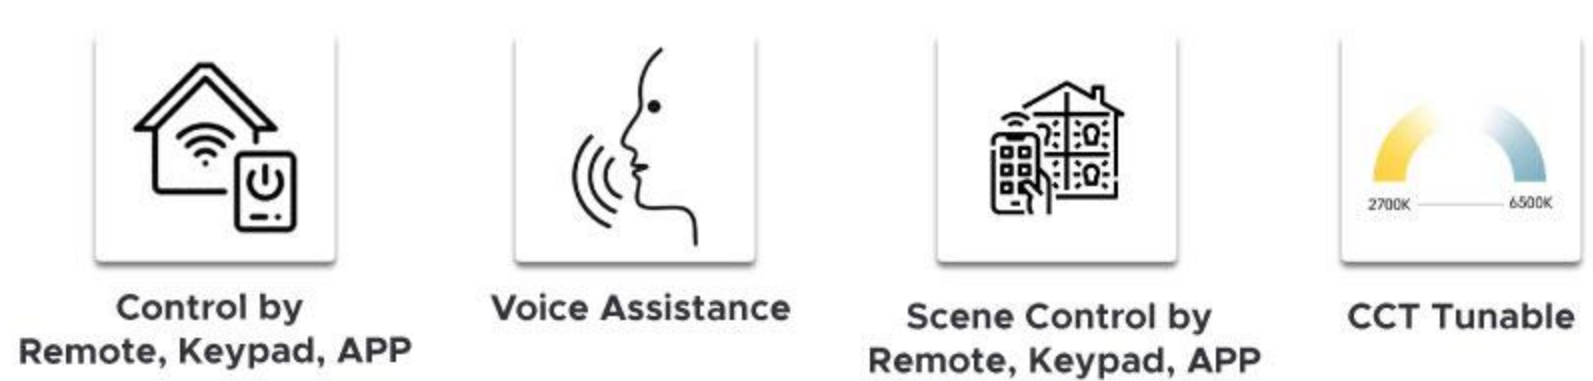 2700K
6500K
Control by
Remote, Keypad, APP
Voice Assistance
Scene Control by
Remote, Keypad, APP
CCT Tunable